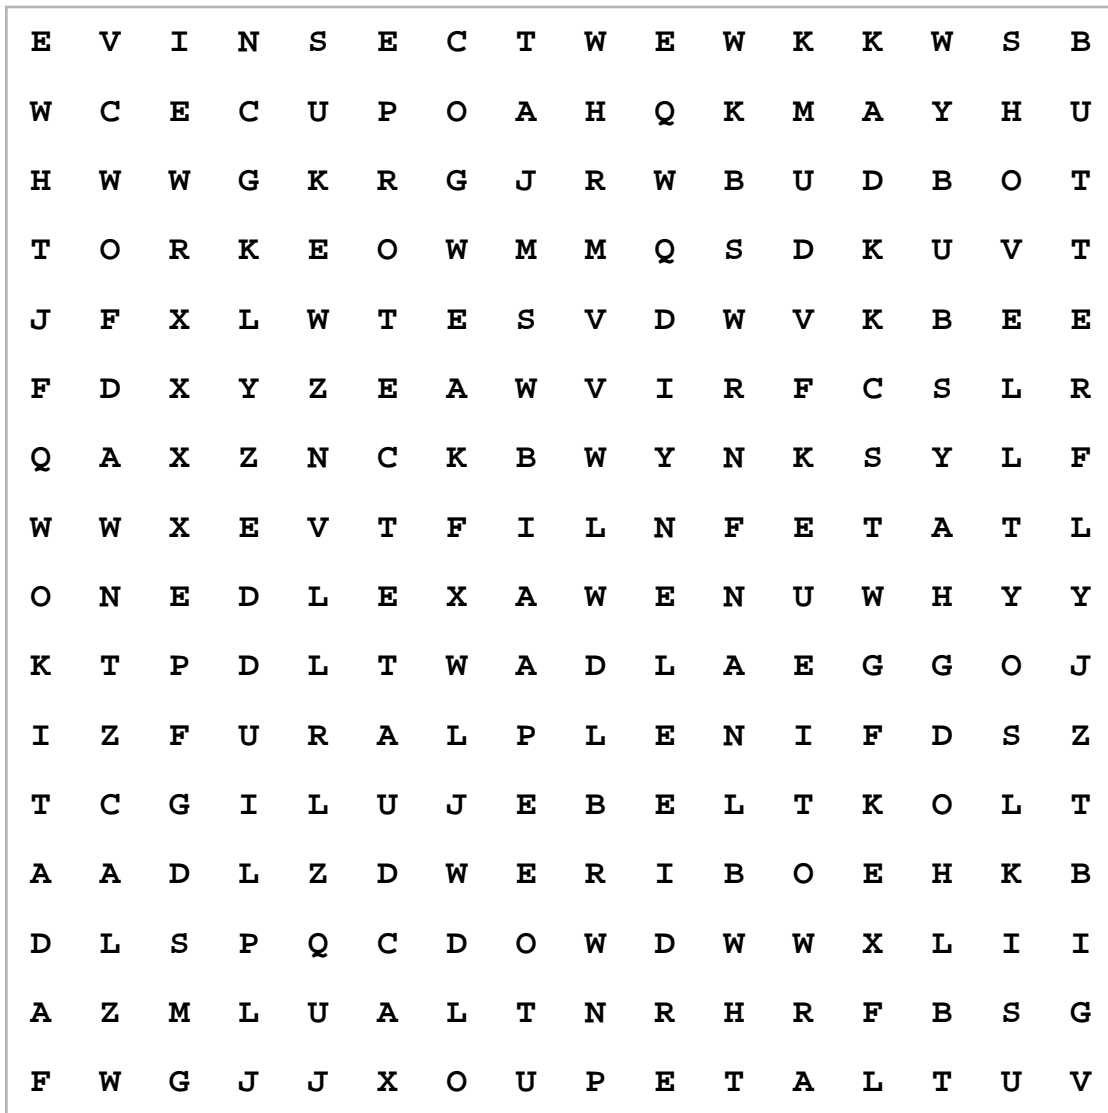 E V I N S E C T W E W K K W S B
W C E C U P O A H Q K M A Y H U
H W W G K R G J R W B U D B O T
T O R K E O W M M Q S D K U V T
J F X L W T E S V D W V K B E E
F D X Y Z E A W V I R F C S L R
Q A X Z N C K B W Y N K S Y L F
W W X E V T F I L N F E T A T L
O N E D L E X A W E N U W H Y Y
K T P D L T W A D L A E G G O J
I Z F U R A L P L E N I F D S Z
T C G I L U J E B E L T K O L T
A A D L Z D W E R I B O E H K B
D L S P Q C D O W D W W X L I I
A Z M L U A L T N R H R F B S G
F W G J J X O U P E T A L T U V